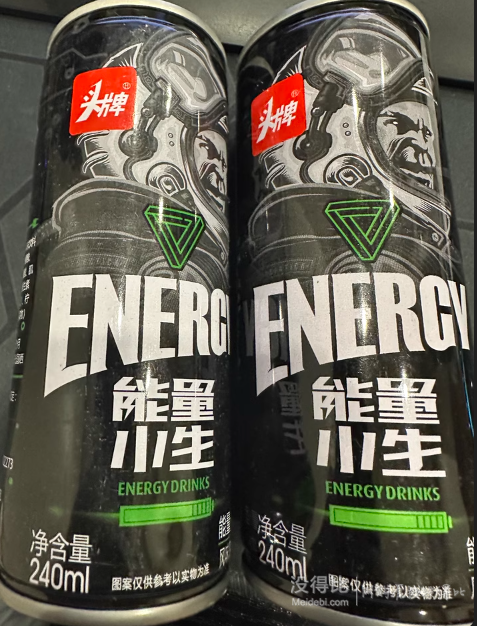 头牌®
ENERGY
能量
小生
ENERGY DRINKS
净含量
240ml
图案仅供参考以实物为准
头牌®
ENERGY
能量
小生
ENERGY DRINKS
净含量
240ml
图案仅供参考以实物为准
没得比
Meidebi.com